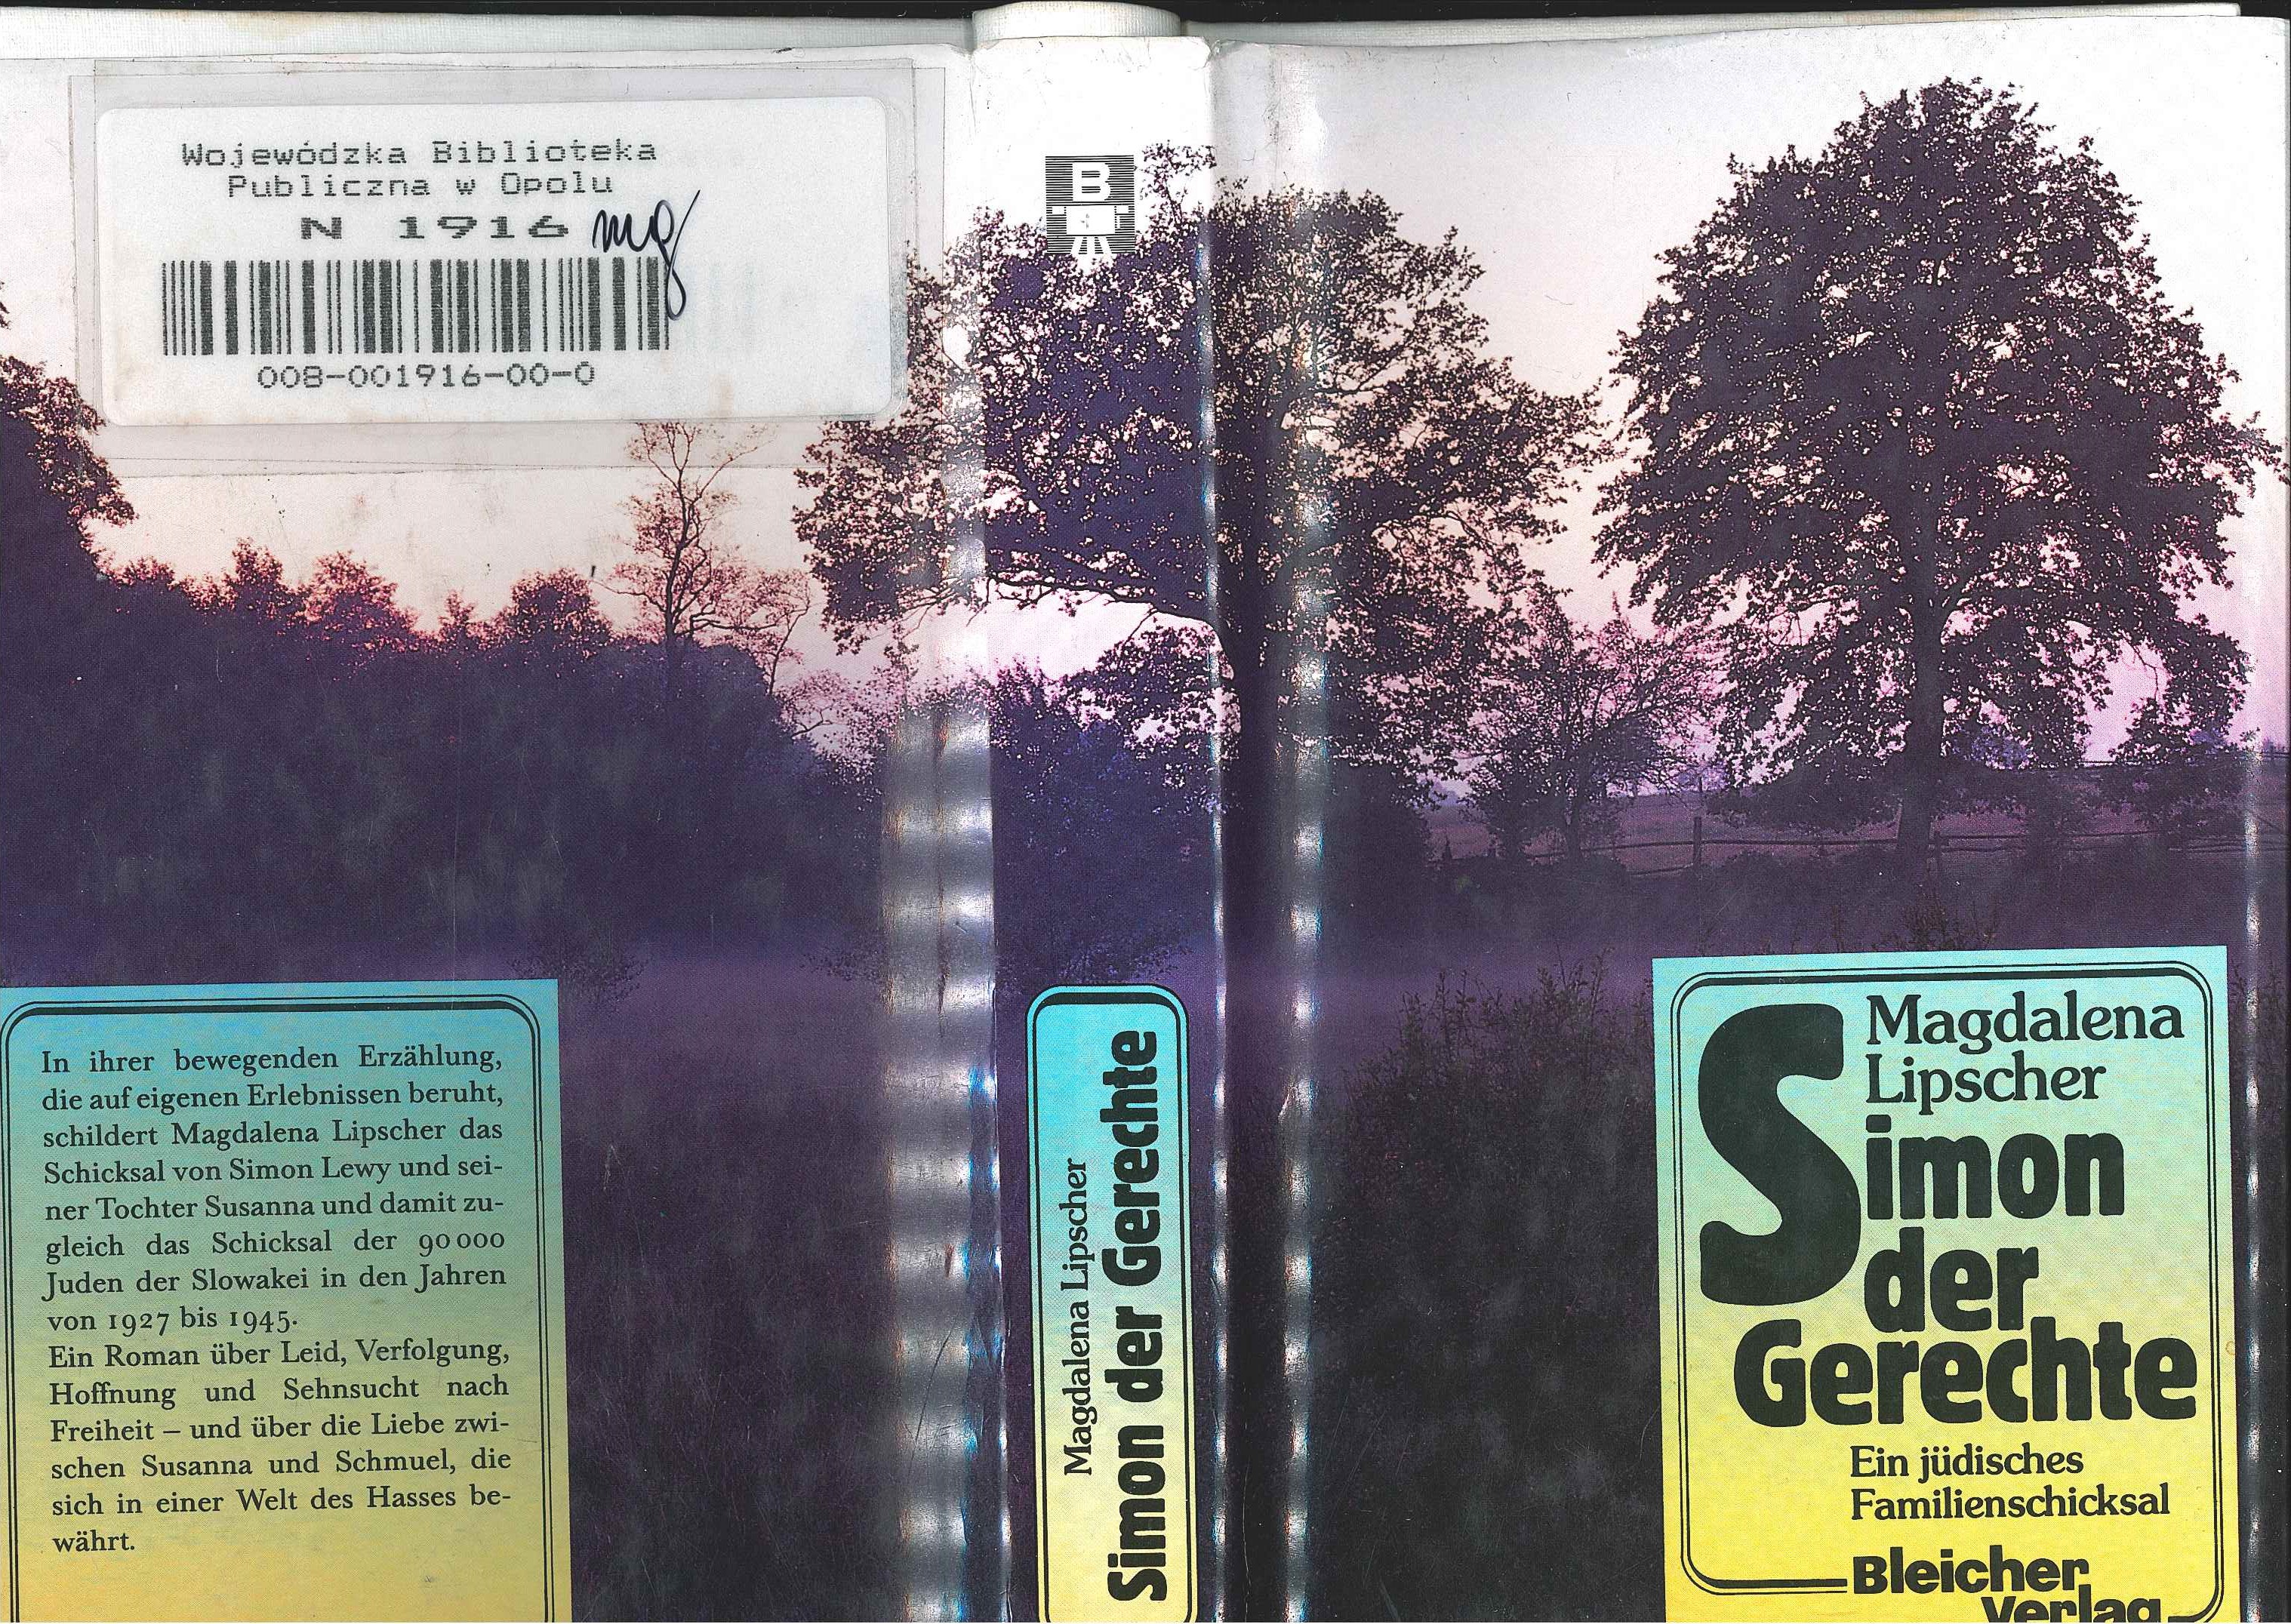 Wojewódzka Biblioteka
Publiczna w Opolu
N 1916 mg
008-001916-00-0
In ihrer bewegenden Erzählung,
die auf eigenen Erlebnissen beruht,
schildert Magdalena Lipscher das
Schicksal von Simon Lewy und sei-
ner Tochter Susanna und damit zu-
gleich das Schicksal der 90 000
Juden der Slowakei in den Jahren
von 1927 bis 1945.
Ein Roman über Leid, Verfolgung,
Hoffnung und Sehnsucht nach
Freiheit – und über die Liebe zwi-
schen Susanna und Schmuel, die
sich in einer Welt des Hasses be-
währt.
B
Magdalena Lipscher
Simon der Gerechte
Magdalena
Lipscher
Simon
der
Gerechte
Ein jüdisches
Familienschicksal
Bleicher
Verlag